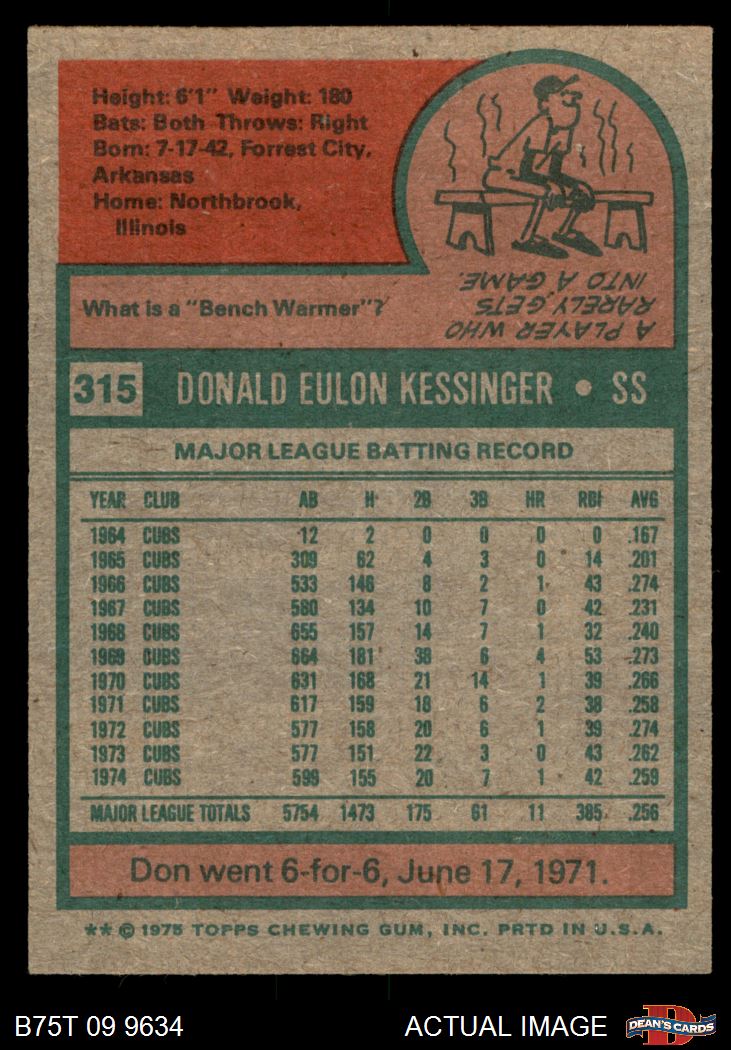 Height: 6'1" Weight: 180
Bats: Both Throws: Right
Born: 7-17-42, Forrest City,
Arkansas
Home: Northbrook,
Illinois
What is a "Bench Warmer"?
A PLAYER WHO
RARELY GETS
INTO A GAME.
315 DONALD EULON KESSINGER • SS
MAJOR LEAGUE BATTING RECORD
YEAR CLUB AB H 2B 3B HR RBI AVG
1964 CUBS 12 2 0 0 0 0 .167
1965 CUBS 309 62 4 3 0 14 .201
1966 CUBS 533 146 8 2 1 43 .274
1967 CUBS 580 134 10 7 0 42 .231
1968 CUBS 655 157 14 7 1 32 .240
1969 CUBS 664 181 38 6 4 53 .273
1970 CUBS 631 168 21 14 1 39 .266
1971 CUBS 617 159 18 6 2 38 .258
1972 CUBS 577 158 20 6 1 39 .274
1973 CUBS 577 151 22 3 0 43 .262
1974 CUBS 599 155 20 7 1 42 .259
MAJOR LEAGUE TOTALS 5754 1473 175 61 11 385 .256
Don went 6-for-6, June 17, 1971.
** © 1975 TOPPS CHEWING GUM, INC. PRTD IN U.S.A.
B75T 09 9634 ACTUAL IMAGE D DEAN'S CARDS